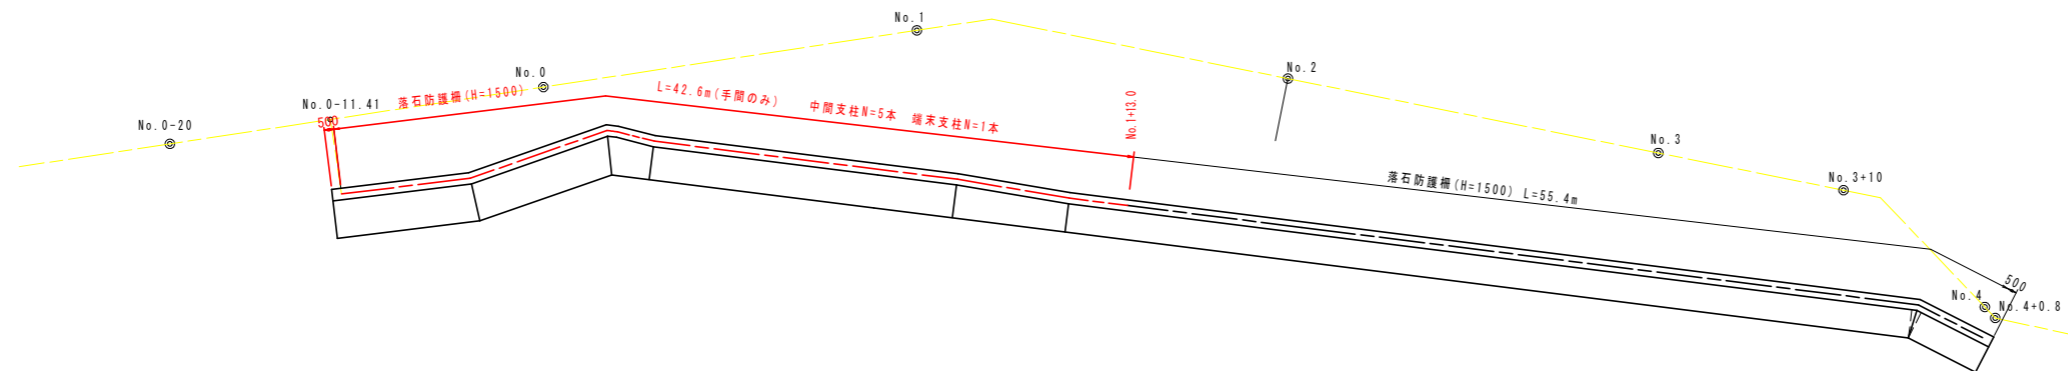 No.1
No.2
No.0
L=42.6m(手間のみ) 中間支柱N=5本 端末支柱N=1本
落石防護柵(H=1500)
No.0-11.41
500
No.0-20
No.1+13.0
No.3
No.3+10
落石防護柵(H=1500) L=55.4m
500
No.4
No.4+0.8